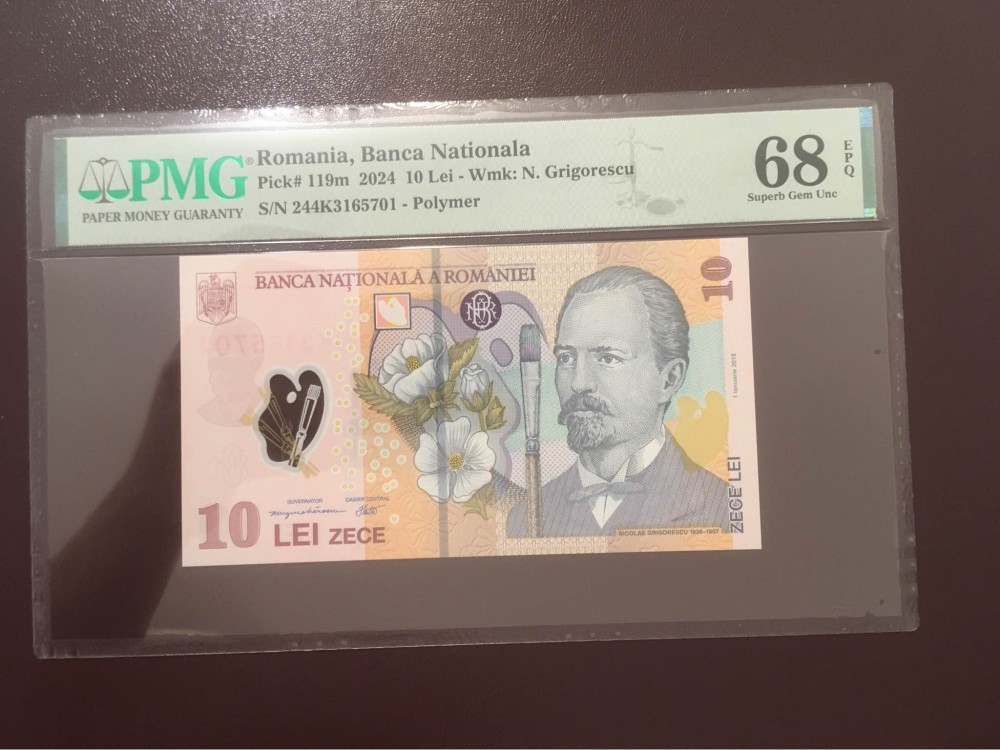 PMG®
PAPER MONEY GUARANTY
Romania, Banca Nationala
Pick# 119m 2024 10 Lei - Wmk: N. Grigorescu
S/N 244K3165701 - Polymer
68
EPQ
Superb Gem Unc
BANCA NAȚIONALĂ A ROMÂNIEI
10
GUVERNATOR
CASIER CENTRAL
10 LEI ZECE
NICOLAE GRIGORESCU 1838-1907
ZECE LEI